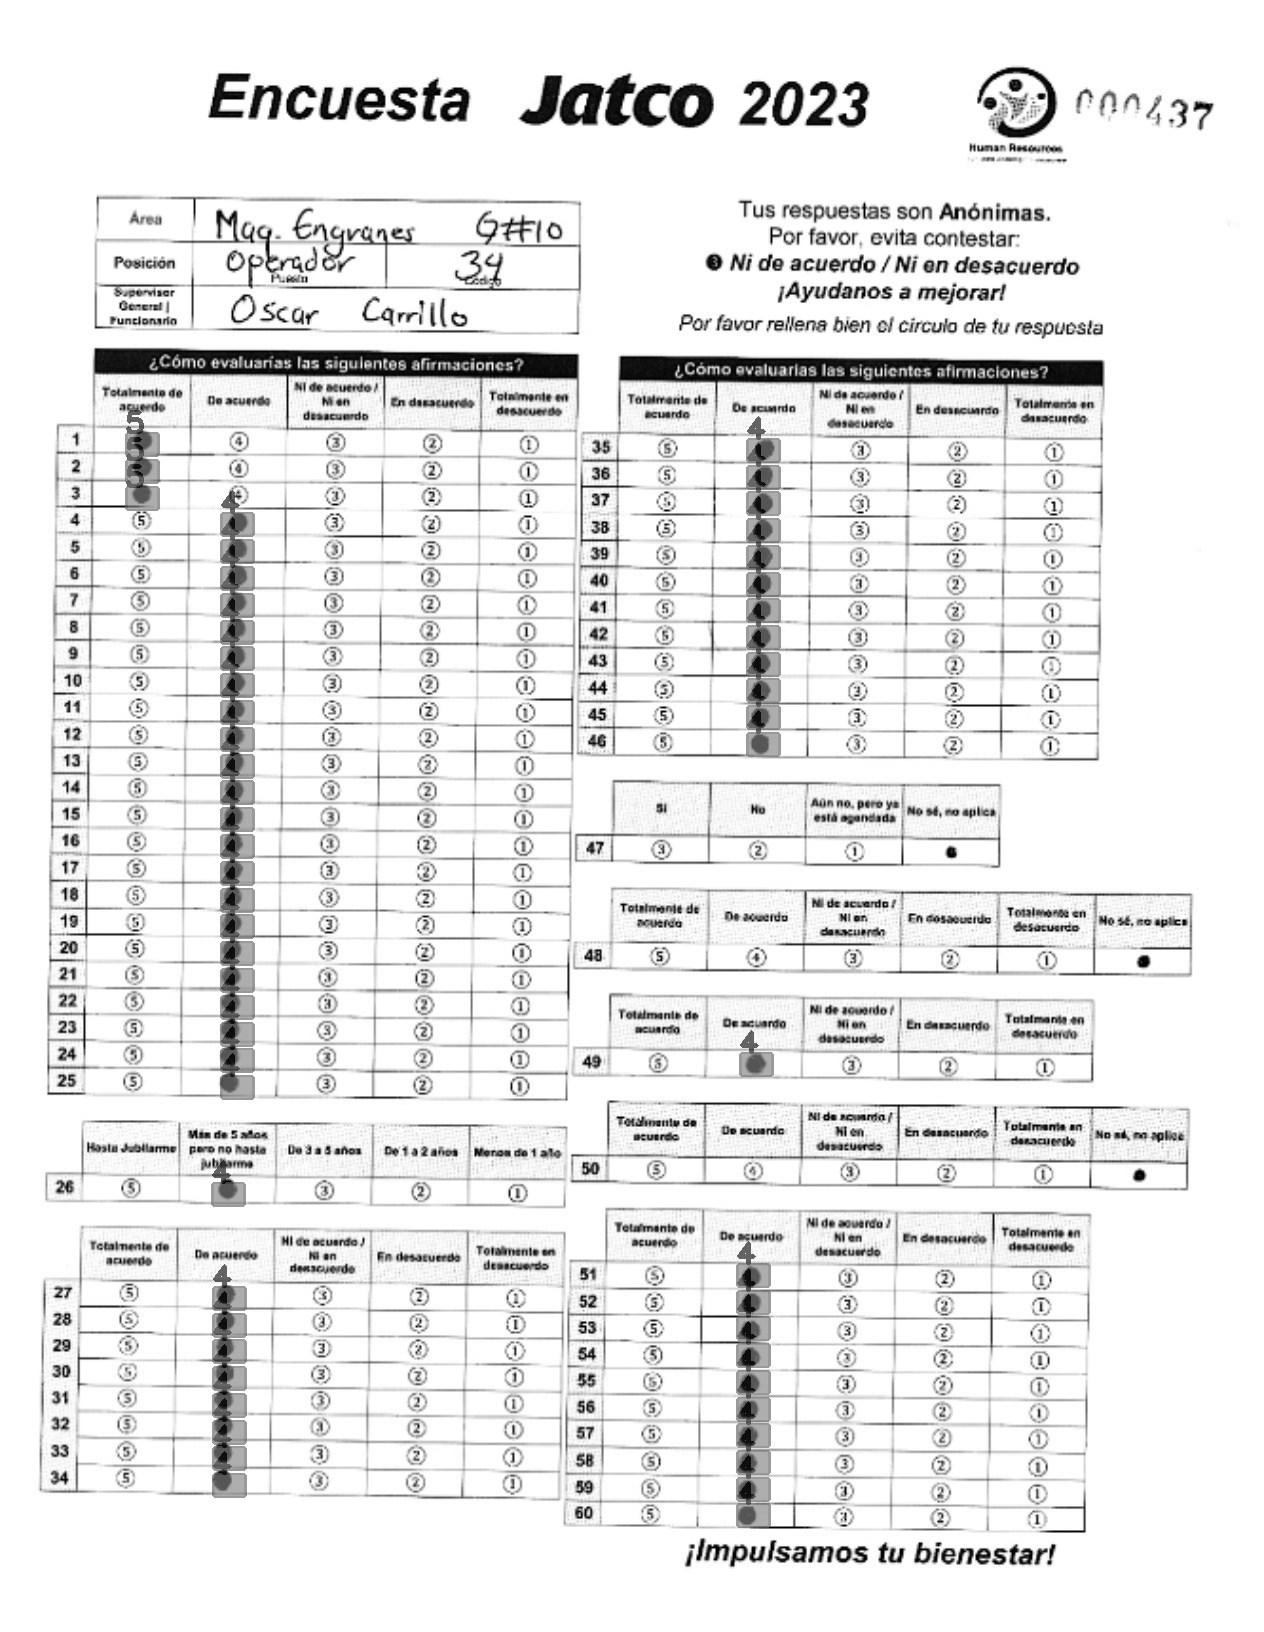 Encuesta Jatco 2023
Human Resources
000437
Área Maq. Engranes G#10
Posición Operador 34
Puesto Código
Supervisor General | Funcionario Oscar Carrillo
Tus respuestas son Anónimas.
Por favor, evita contestar:
❸ Ni de acuerdo / Ni en desacuerdo
¡Ayudanos a mejorar!
Por favor rellena bien el circulo de tu respuesta
¿Cómo evaluarías las siguientes afirmaciones?
Totalmente de acuerdo De acuerdo Ni de acuerdo / Ni en desacuerdo En desacuerdo Totalmente en desacuerdo
5
1 5 ④ ③ ② ①
2 5 ④ ③ ② ①
3 ④ ③ ② ①
4
4 ⑤ 4 ③ ② ①
5 ⑤ 4 ③ ② ①
6 ⑤ 4 ③ ② ①
7 ⑤ 4 ③ ② ①
8 ⑤ 4 ③ ② ①
9 ⑤ 4 ③ ② ①
10 ⑤ 4 ③ ② ①
11 ⑤ 4 ③ ② ①
12 ⑤ 4 ③ ② ①
13 ⑤ 4 ③ ② ①
14 ⑤ 4 ③ ② ①
15 ⑤ 4 ③ ② ①
16 ⑤ 4 ③ ② ①
17 ⑤ 4 ③ ② ①
18 ⑤ 4 ③ ② ①
19 ⑤ 4 ③ ② ①
20 ⑤ 4 ③ ② ①
21 ⑤ 4 ③ ② ①
22 ⑤ 4 ③ ② ①
23 ⑤ 4 ③ ② ①
24 ⑤ 4 ③ ② ①
25 ⑤ ③ ② ①
Hasta Jubilarme Más de 5 años pero no hasta jubilarme De 3 a 5 años De 1 a 2 años Menos de 1 año
4
26 ⑤ ③ ② ①
Totalmente de acuerdo De acuerdo Ni de acuerdo / Ni en desacuerdo En desacuerdo Totalmente en desacuerdo
4
27 ⑤ 4 ③ ② ①
28 ⑤ 4 ③ ② ①
29 ⑤ 4 ③ ② ①
30 ⑤ 4 ③ ② ①
31 ⑤ 4 ③ ② ①
32 ⑤ 4 ③ ② ①
33 ⑤ 4 ③ ② ①
34 ⑤ ③ ② ①
¿Cómo evaluarías las siguientes afirmaciones?
Totalmente de acuerdo De acuerdo Ni de acuerdo / Ni en desacuerdo En desacuerdo Totalmente en desacuerdo
4
35 ⑤ 4 ③ ② ①
36 ⑤ 4 ③ ② ①
37 ⑤ 4 ③ ② ①
38 ⑤ 4 ③ ② ①
39 ⑤ 4 ③ ② ①
40 ⑤ 4 ③ ② ①
41 ⑤ 4 ③ ② ①
42 ⑤ 4 ③ ② ①
43 ⑤ 4 ③ ② ①
44 ⑤ 4 ③ ② ①
45 ⑤ 4 ③ ② ①
46 ⑤ ③ ② ①
Si No Aún no, pero ya está agendada No sé, no aplica
47 ③ ② ①
Totalmente de acuerdo De acuerdo Ni de acuerdo / Ni en desacuerdo En desacuerdo Totalmente en desacuerdo No sé, no aplica
48 ⑤ ④ ③ ② ①
Totalmente de acuerdo De acuerdo Ni de acuerdo / Ni en desacuerdo En desacuerdo Totalmente en desacuerdo
4
49 ⑤ ③ ② ①
Totalmente de acuerdo De acuerdo Ni de acuerdo / Ni en desacuerdo En desacuerdo Totalmente en desacuerdo No sé, no aplica
50 ⑤ ④ ③ ② ①
Totalmente de acuerdo De acuerdo Ni de acuerdo / Ni en desacuerdo En desacuerdo Totalmente en desacuerdo
4
51 ⑤ 4 ③ ② ①
52 ⑤ 4 ③ ② ①
53 ⑤ 4 ③ ② ①
54 ⑤ 4 ③ ② ①
55 ⑤ 4 ③ ② ①
56 ⑤ 4 ③ ② ①
57 ⑤ 4 ③ ② ①
58 ⑤ 4 ③ ② ①
59 ⑤ 4 ③ ② ①
60 ⑤ ③ ② ①
¡Impulsamos tu bienestar!